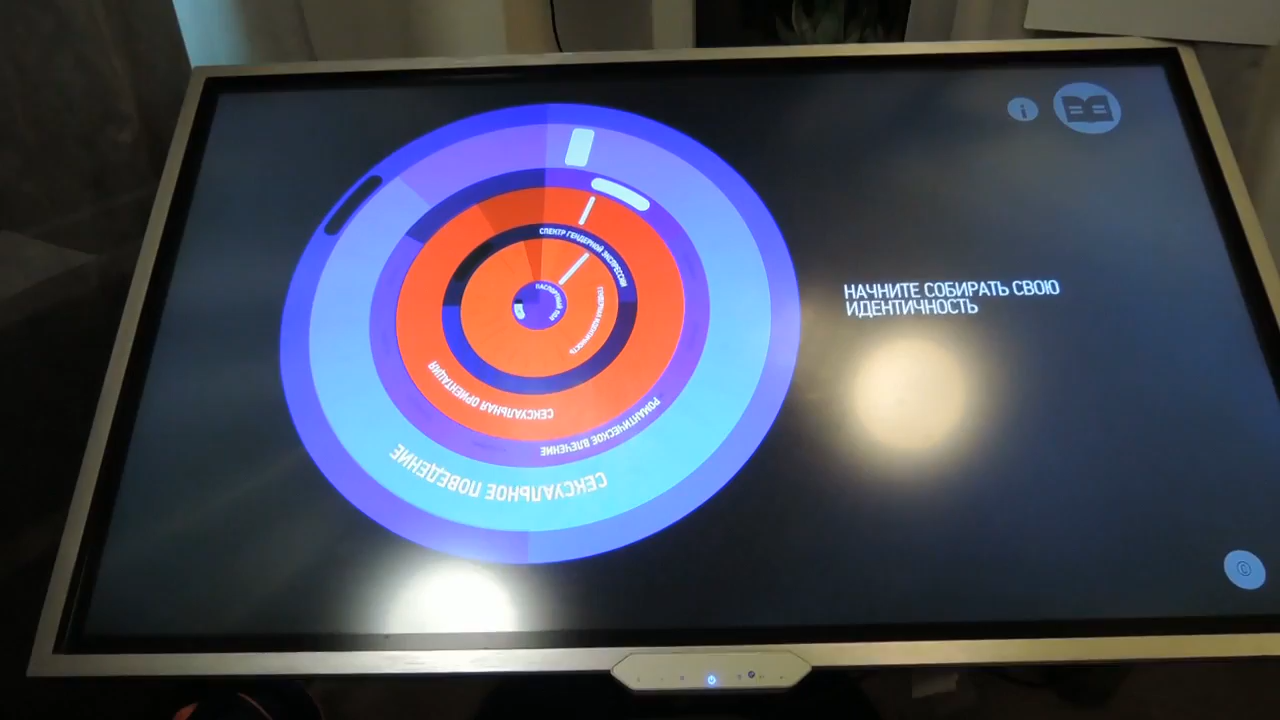 НАЧНИТЕ СОБИРАТЬ СВОЮ
ИДЕНТИЧНОСТЬ
ПАСПОРТНЫЙ ПОЛ
ГЕНДЕРНАЯ ИДЕНТИЧНОСТЬ
СПЕКТР ГЕНДЕРНОЙ ЭКСПРЕССИИ
СЕКСУАЛЬНАЯ ОРИЕНТАЦИЯ
РОМАНТИЧЕСКОЕ ВЛЕЧЕНИЕ
СЕКСУАЛЬНОЕ ПОВЕДЕНИЕ
i